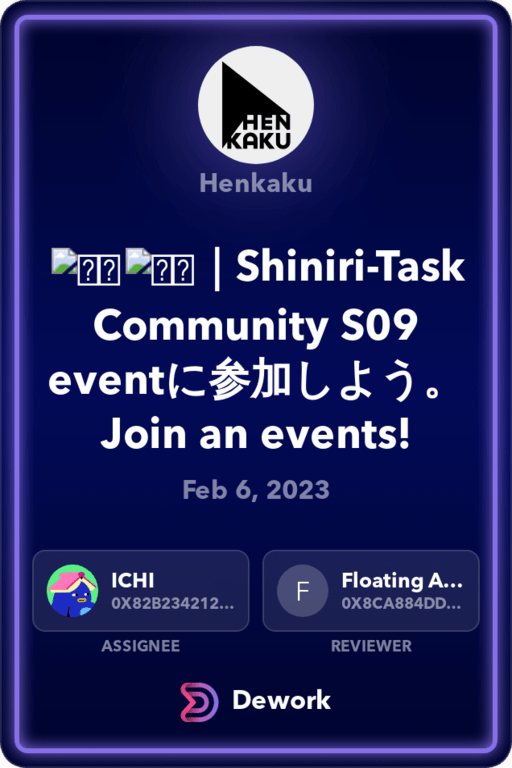 HEN
KAKU
Henkaku
| Shiniri-Task
Community S09
eventに参加しよう。
Join an events!
Feb 6, 2023
ICHI
0X82B234212...
ASSIGNEE
F
Floating A...
0X8CA884DD...
REVIEWER
Dework